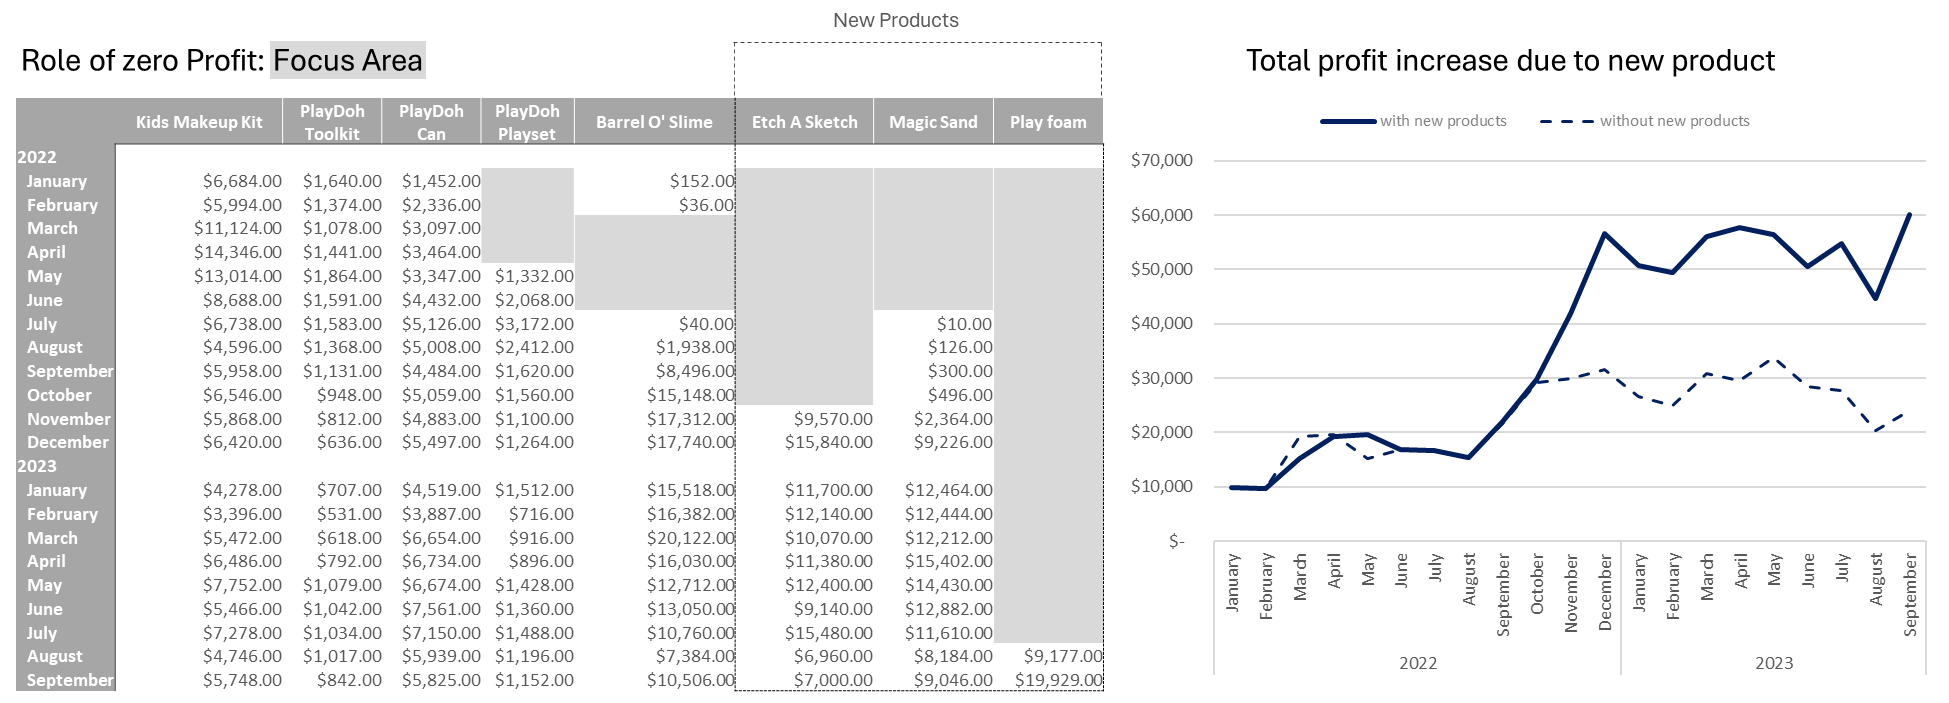 New Products
Role of zero Profit: Focus Area
Total profit increase due to new product
Kids Makeup Kit PlayDoh Toolkit PlayDoh Can PlayDoh Playset Barrel O' Slime Etch A Sketch Magic Sand Play foam
2022
January $6,684.00 $1,640.00 $1,452.00 $152.00
February $5,994.00 $1,374.00 $2,336.00 $36.00
March $11,124.00 $1,078.00 $3,097.00
April $14,346.00 $1,441.00 $3,464.00
May $13,014.00 $1,864.00 $3,347.00 $1,332.00
June $8,688.00 $1,591.00 $4,432.00 $2,068.00
July $6,738.00 $1,583.00 $5,126.00 $3,172.00 $40.00 $10.00
August $4,596.00 $1,368.00 $5,008.00 $2,412.00 $1,938.00 $126.00
September $5,958.00 $1,131.00 $4,484.00 $1,620.00 $8,496.00 $300.00
October $6,546.00 $948.00 $5,059.00 $1,560.00 $15,148.00 $496.00
November $5,868.00 $812.00 $4,883.00 $1,100.00 $17,312.00 $9,570.00 $2,364.00
December $6,420.00 $636.00 $5,497.00 $1,264.00 $17,740.00 $15,840.00 $9,226.00
2023
January $4,278.00 $707.00 $4,519.00 $1,512.00 $15,518.00 $11,700.00 $12,464.00
February $3,396.00 $531.00 $3,887.00 $716.00 $16,382.00 $12,140.00 $12,444.00
March $5,472.00 $618.00 $6,654.00 $916.00 $20,122.00 $10,070.00 $12,212.00
April $6,486.00 $792.00 $6,734.00 $896.00 $16,030.00 $11,380.00 $15,402.00
May $7,752.00 $1,079.00 $6,674.00 $1,428.00 $12,712.00 $12,400.00 $14,430.00
June $5,466.00 $1,042.00 $7,561.00 $1,360.00 $13,050.00 $9,140.00 $12,882.00
July $7,278.00 $1,034.00 $7,150.00 $1,488.00 $10,760.00 $15,480.00 $11,610.00
August $4,746.00 $1,017.00 $5,939.00 $1,196.00 $7,384.00 $6,960.00 $8,184.00 $9,177.00
September $5,748.00 $842.00 $5,825.00 $1,152.00 $10,506.00 $7,000.00 $9,046.00 $19,929.00
with new products without new products
$70,000
$60,000
$50,000
$40,000
$30,000
$20,000
$10,000
$-
January February March April May June July August September October November December January February March April May June July August September
2022 2023